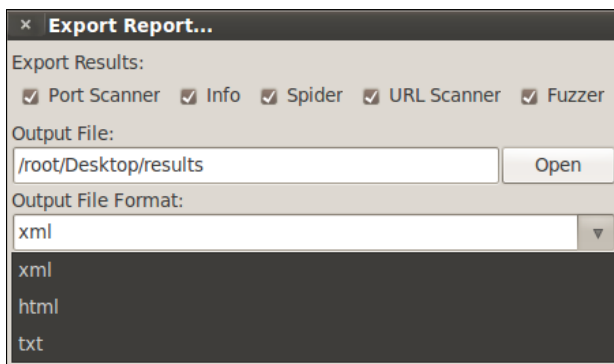 Export Report...
Export Results:
Port Scanner Info Spider URL Scanner Fuzzer
Output File:
/root/Desktop/results Open
Output File Format:
xml
xml
html
txt